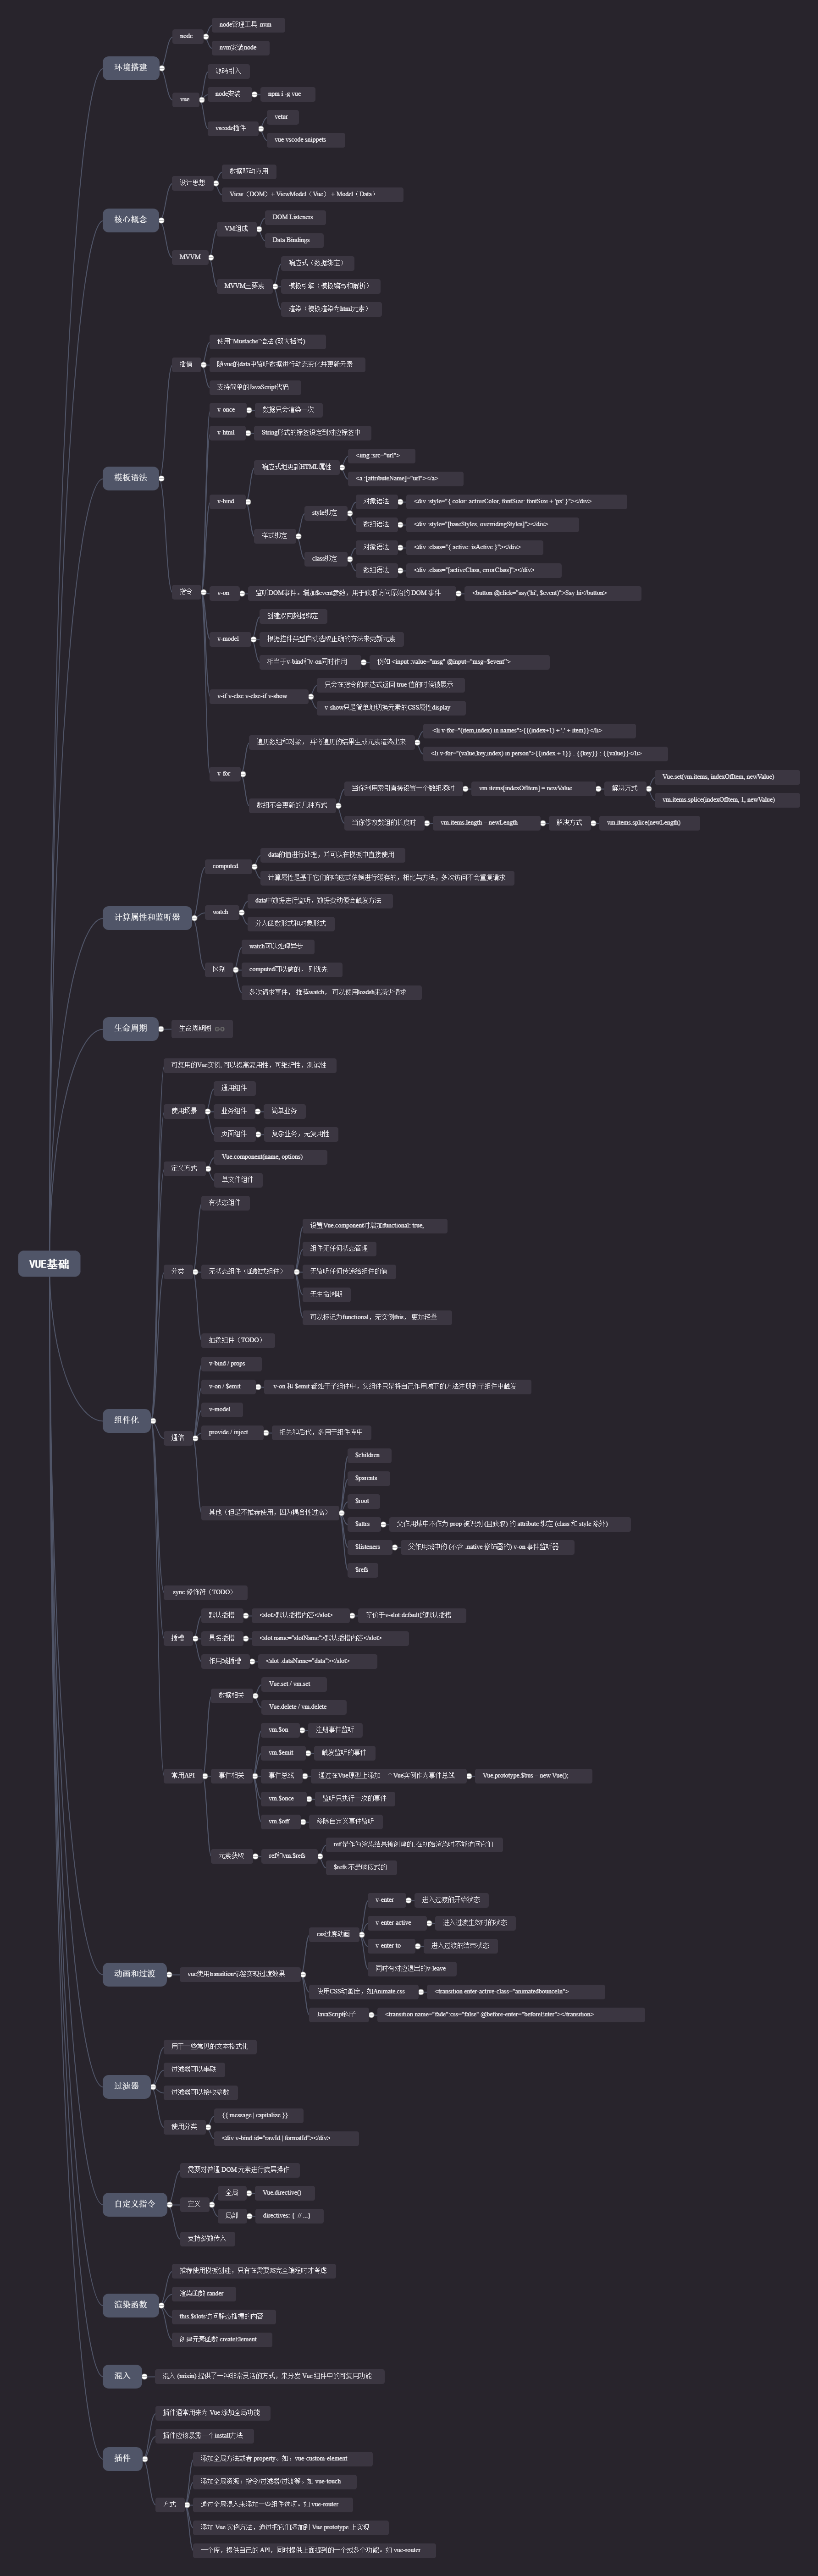 VUE基础
环境搭建
node
node管理工具-nvm
nvm安装node
vue
源码引入
node安装
npm i -g vue
vscode插件
vetur
vue vscode snippets
核心概念
设计思想
数据驱动应用
View（DOM）+ ViewModel（Vue） + Model（Data）
MVVM
VM组成
DOM Listeners
Data Bindings
MVVM三要素
响应式（数据绑定）
模板引擎（模板编写和解析）
渲染（模板渲染为html元素）
模板语法
插值
使用"Mustache"语法 (双大括号)
随vue的data中监听数据进行动态变化并更新元素
支持简单的JavaScript代码
指令
v-once
数据只会渲染一次
v-html
String形式的标签设定到对应标签中
v-bind
响应式地更新HTML属性
<img :src="url">
<a :[attributeName]="url"></a>
样式绑定
style绑定
对象语法
<div :style="{ color: activeColor, fontSize: fontSize + 'px' }"></div>
数组语法
<div :style="[baseStyles, overridingStyles]"></div>
class绑定
对象语法
<div :class="{ active: isActive }"></div>
数组语法
<div :class="[activeClass, errorClass]"></div>
v-on
监听DOM事件。增加$event参数，用于获取访问原始的 DOM 事件
<button @click="say('hi', $event)">Say hi</button>
v-model
创建双向数据绑定
根据控件类型自动选取正确的方法来更新元素
相当于v-bind和v-on同时作用
例如 <input :value="msg" @input="msg=$event">
v-if v-else v-else-if v-show
只会在指令的表达式返回 true 值的时候被展示
v-show只是简单地切换元素的CSS属性display
v-for
遍历数组和对象， 并将遍历的结果生成元素渲染出来
<li v-for="(item,index) in names">{{(index+1) + '.' + item}}</li>
<li v-for="(value,key,index) in person">{{index + 1}} . {{key}} : {{value}}</li>
数组不会更新的几种方式
当你利用索引直接设置一个数组项时
vm.items[indexOfItem] = newValue
解决方式
Vue.set(vm.items, indexOfItem, newValue)
vm.items.splice(indexOfItem, 1, newValue)
当你修改数组的长度时
vm.items.length = newLength
解决方式
vm.items.splice(newLength)
计算属性和监听器
computed
data的值进行处理，并可以在模板中直接使用
计算属性是基于它们的响应式依赖进行缓存的，相比与方法，多次访问不会重复请求
watch
data中数据进行监听，数据变动便会触发方法
分为函数形式和对象形式
区别
watch可以处理异步
computed可以做的， 则优先
多次请求事件， 推荐watch， 可以使用loadsh来减少请求
生命周期
生命周期图
组件化
可复用的Vue实例, 可以提高复用性，可维护性，测试性
使用场景
通用组件
业务组件
简单业务
页面组件
复杂业务，无复用性
定义方式
Vue.component(name, options)
单文件组件
分类
有状态组件
无状态组件（函数式组件）
设置Vue.component时增加functional: true,
组件无任何状态管理
无监听任何传递给组件的值
无生命周期
可以标记为functional，无实例this， 更加轻量
抽象组件（TODO）
通信
v-bind / props
v-on / $emit
v-on 和 $emit 都处于子组件中，父组件只是将自己作用域下的方法注册到子组件中触发
v-model
provide / inject
祖先和后代，多用于组件库中
其他（但是不推荐使用，因为耦合性过高）
$children
$parents
$root
$attrs
父作用域中不作为 prop 被识别 (且获取) 的 attribute 绑定 (class 和 style 除外)
$listeners
父作用域中的 (不含 .native 修饰器的) v-on 事件监听器
$refs
.sync 修饰符（TODO）
插槽
默认插槽
<slot>默认插槽内容</slot>
等价于v-slot:default的默认插槽
具名插槽
<slot name="slotName">默认插槽内容</slot>
作用域插槽
<slot :dataName="data"></slot>
常用API
数据相关
Vue.set / vm.set
Vue.delete / vm.delete
事件相关
vm.$on
注册事件监听
vm.$emit
触发监听的事件
事件总线
通过在Vue原型上添加一个Vue实例作为事件总线
Vue.prototype.$bus = new Vue();
vm.$once
监听只执行一次的事件
vm.$off
移除自定义事件监听
元素获取
ref和vm.$refs
ref 是作为渲染结果被创建的, 在初始渲染时不能访问它们
$refs 不是响应式的
动画和过渡
vue使用transition标签实现过渡效果
css过度动画
v-enter
进入过渡的开始状态
v-enter-active
进入过渡生效时的状态
v-enter-to
进入过渡的结束状态
同时有对应退出的v-leave
使用CSS动画库，如Animate.css
<transition enter-active-class="animatedbounceIn">
JavaScript钩子
<transition name="fade":css="false" @before-enter="beforeEnter"></transition>
过滤器
用于一些常见的文本格式化
过滤器可以串联
过滤器可以接收参数
使用分类
{{ message | capitalize }}
<div v-bind:id="rawId | formatId"></div>
自定义指令
需要对普通 DOM 元素进行底层操作
定义
全局
Vue.directive()
局部
directives: { // ...}
支持参数传入
渲染函数
推荐使用模板创建，只有在需要JS完全编程时才考虑
渲染函数 rander
this.$slots访问静态插槽的内容
创建元素函数 createElement
混入
混入 (mixin) 提供了一种非常灵活的方式，来分发 Vue 组件中的可复用功能
插件
插件通常用来为 Vue 添加全局功能
插件应该暴露一个install方法
方式
添加全局方法或者 property。如：vue-custom-element
添加全局资源：指令/过滤器/过渡等。如 vue-touch
通过全局混入来添加一些组件选项。如 vue-router
添加 Vue 实例方法，通过把它们添加到 Vue.prototype 上实现
一个库，提供自己的 API，同时提供上面提到的一个或多个功能。如 vue-router